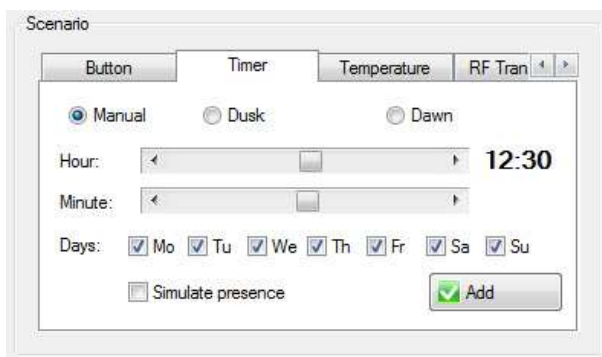 Scenario
Button Timer Temperature RF Tran
Manual Dusk Dawn
Hour: 12:30
Minute:
Days: Mo Tu We Th Fr Sa Su
Simulate presence Add